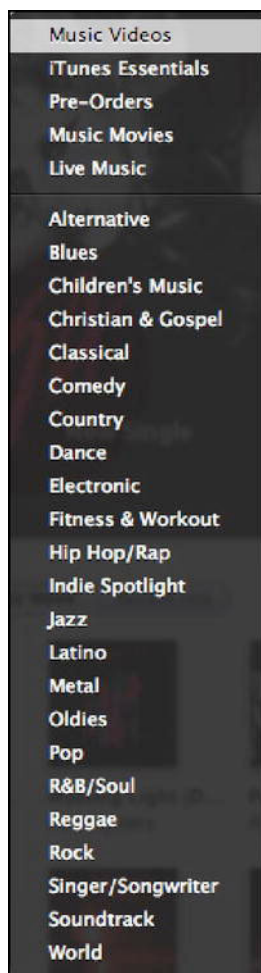 Music Videos
iTunes Essentials
Pre-Orders
Music Movies
Live Music
Alternative
Blues
Children's Music
Christian & Gospel
Classical
Comedy
Country
Dance
Electronic
Fitness & Workout
Hip Hop/Rap
Indie Spotlight
Jazz
Latino
Metal
Oldies
Pop
R&B/Soul
Reggae
Rock
Singer/Songwriter
Soundtrack
World